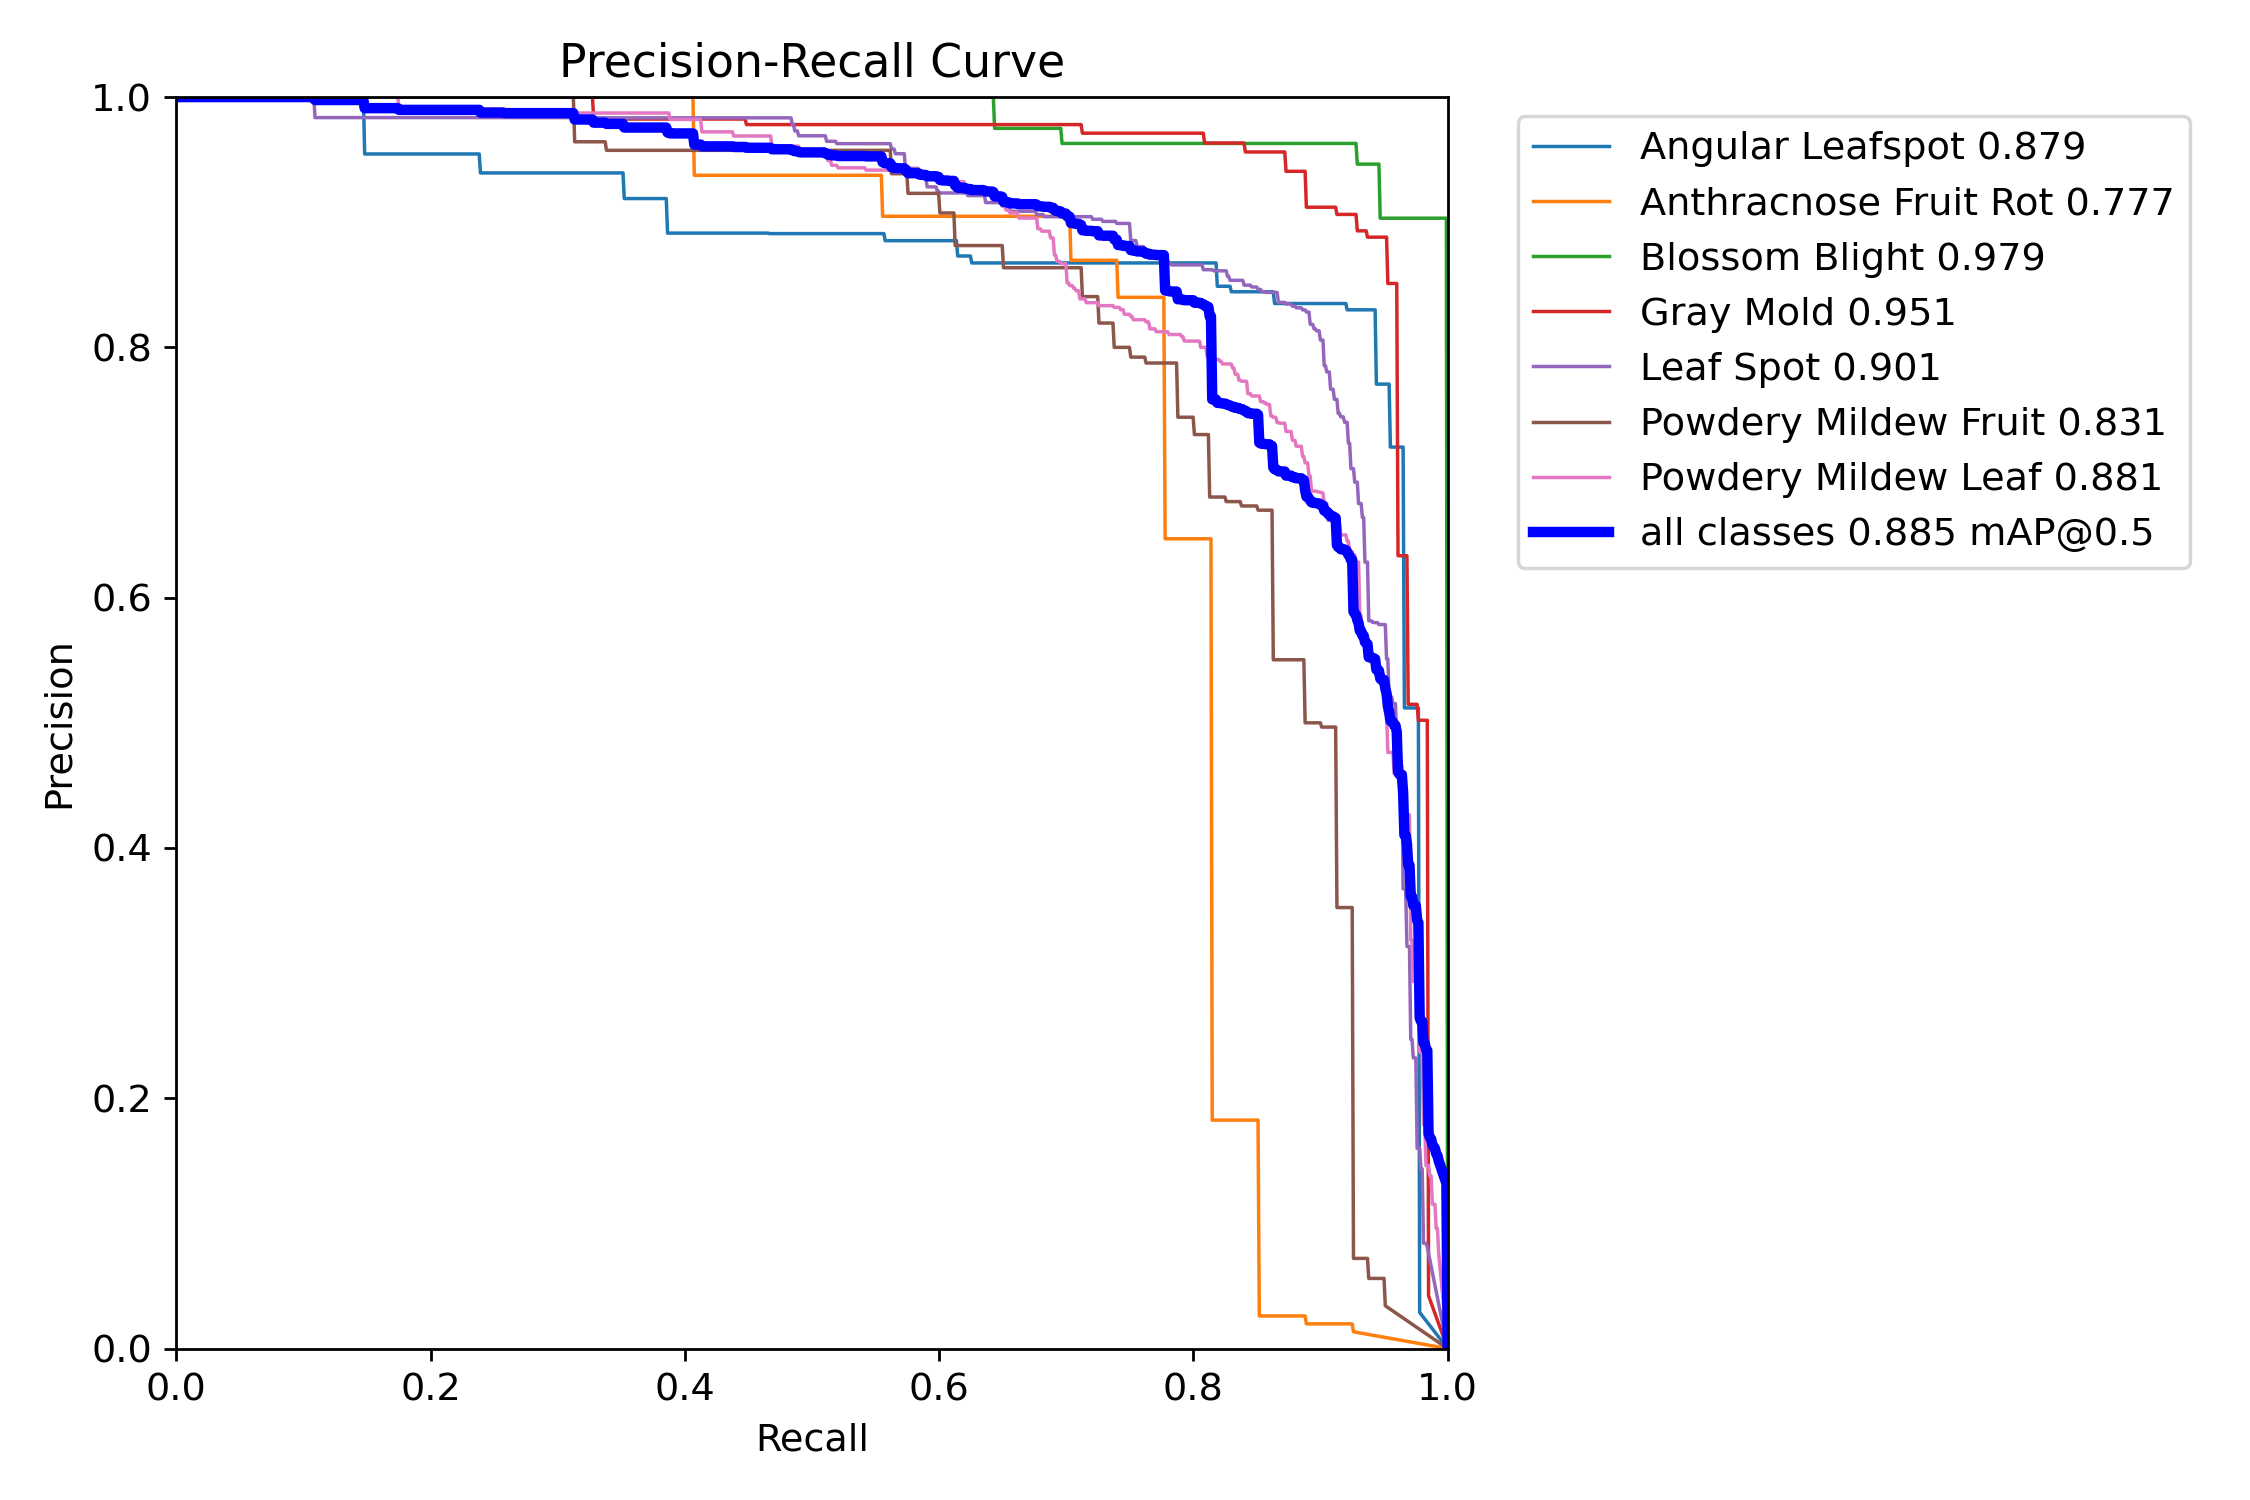 Precision-Recall Curve
1.0
0.8
0.6
0.4
0.2
0.0
Precision
0.0 0.2 0.4 0.6 0.8 1.0
Recall
Angular Leafspot 0.879
Anthracnose Fruit Rot 0.777
Blossom Blight 0.979
Gray Mold 0.951
Leaf Spot 0.901
Powdery Mildew Fruit 0.831
Powdery Mildew Leaf 0.881
all classes 0.885 mAP@0.5